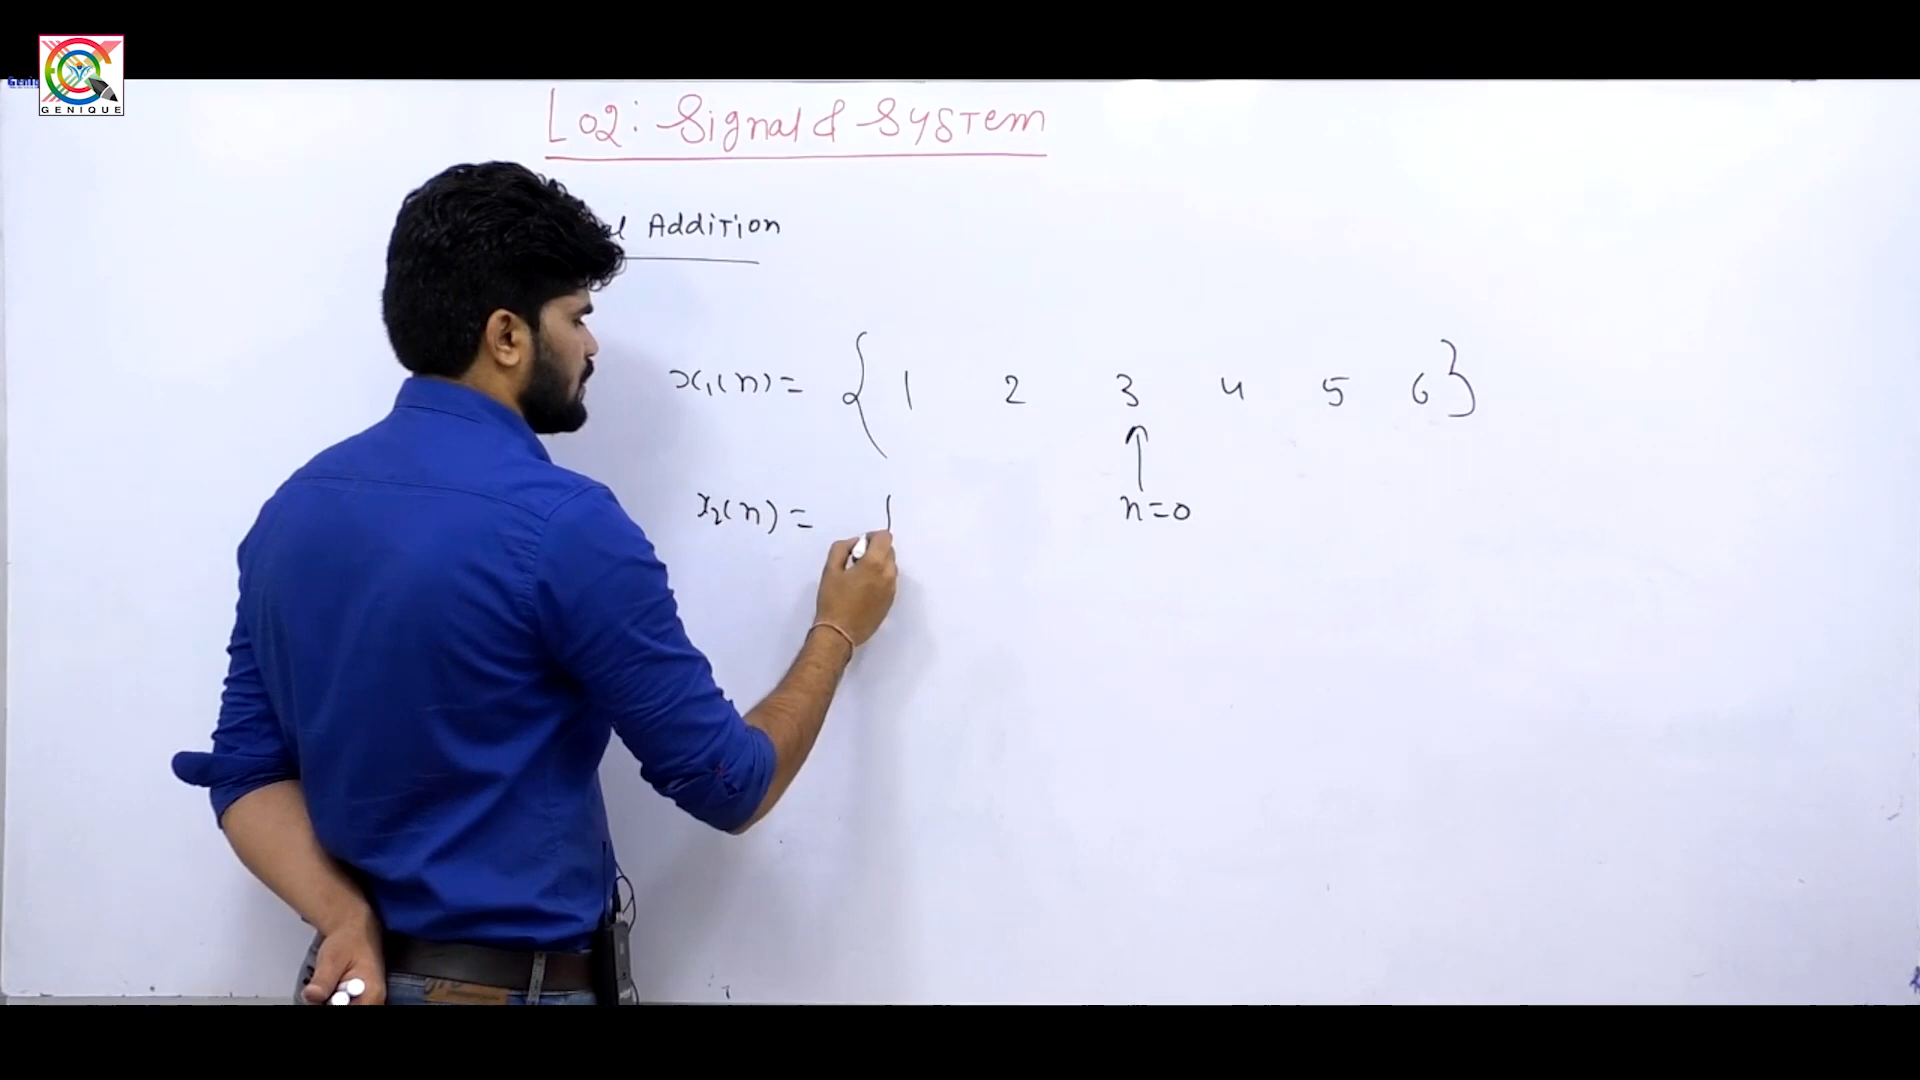 GENIQUE
L02: Signal & SYSTem
Addition
x₁(n) = { 1 2 3 4 5 6 }
↑
n=0
x₂(n) =